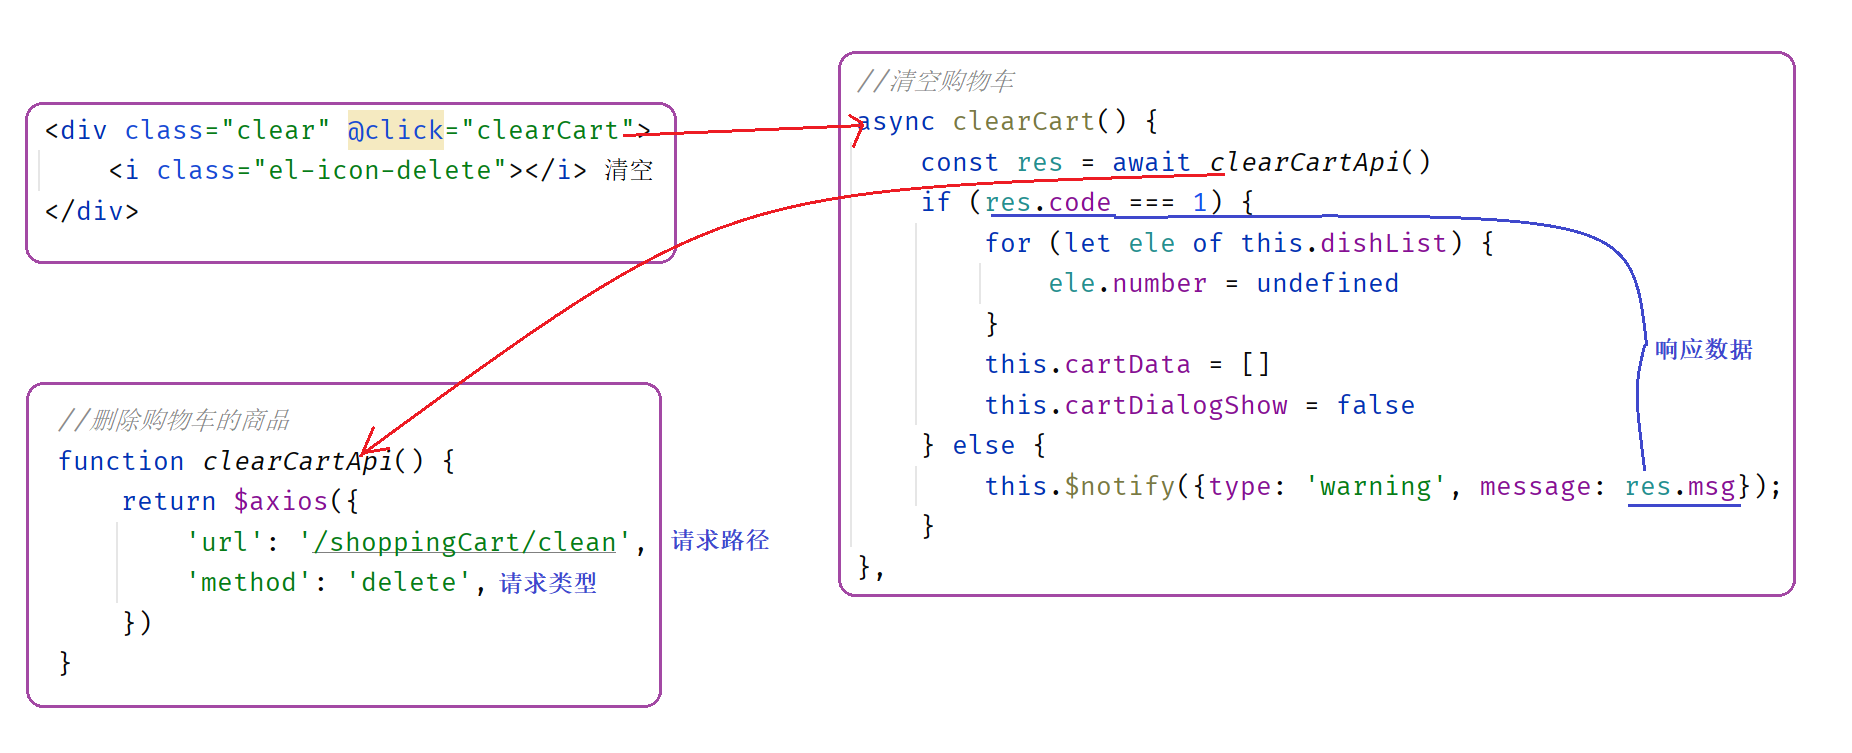 <div class="clear" @click="clearCart">
<i class="el-icon-delete"></i> 清空
</div>
//清空购物车
async clearCart() {
const res = await clearCartApi()
if (res.code === 1) {
for (let ele of this.dishList) {
ele.number = undefined
}
this.cartData = []
this.cartDialogShow = false
} else {
this.$notify({type: 'warning', message: res.msg});
}
},
响应数据
//删除购物车的商品
function clearCartApi() {
return $axios({
'url': '/shoppingCart/clean', 请求路径
'method': 'delete', 请求类型
})
}